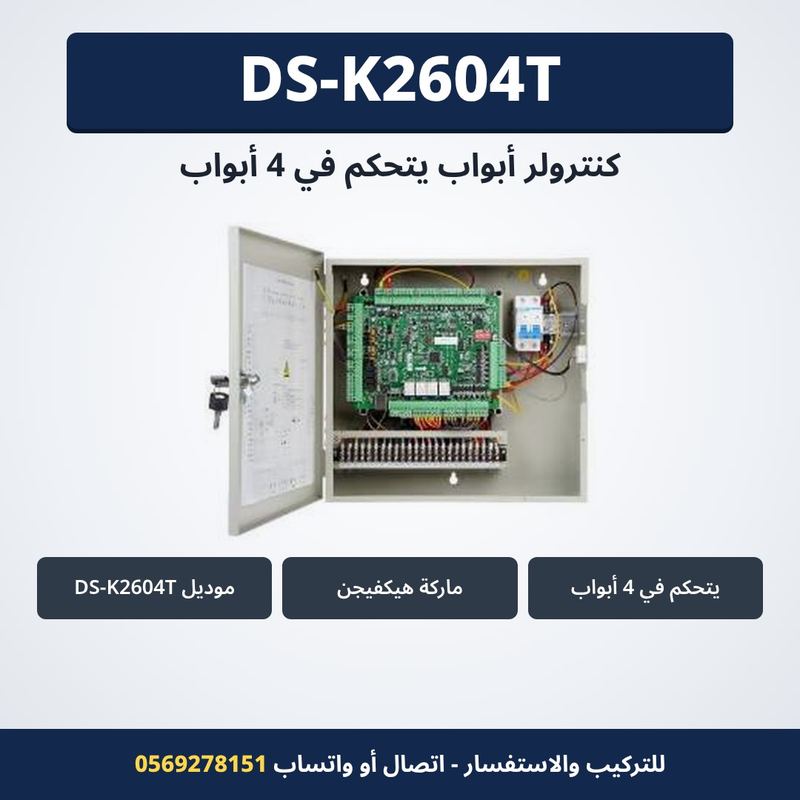 DS-K2604T
كنترولر أبواب يتحكم في 4 أبواب
يتحكم في 4 أبواب
ماركة هيكفيجن
موديل DS-K2604T
للتركيب والاستفسار - اتصال أو واتساب 0569278151